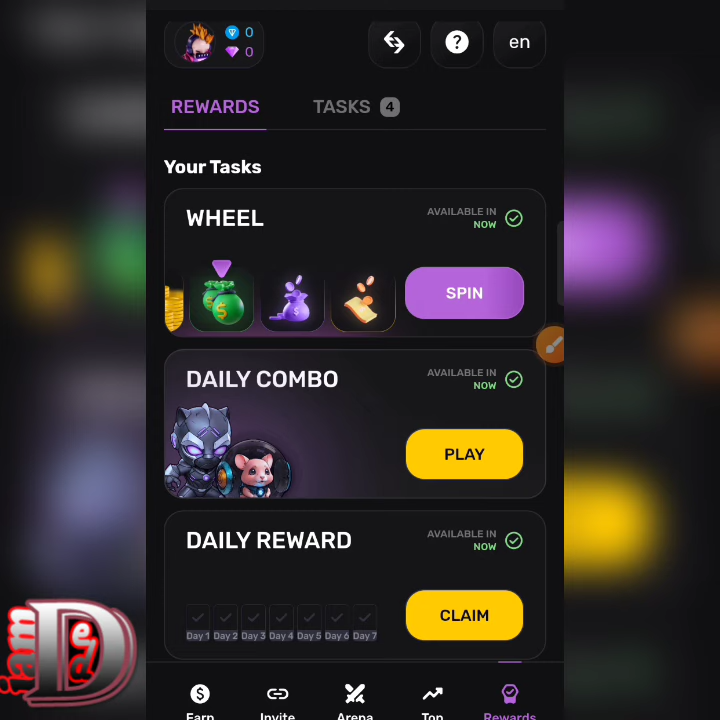 0
0
en
REWARDS
TASKS 4
Your Tasks
WHEEL
AVAILABLE IN
NOW
SPIN
DAILY COMBO
AVAILABLE IN
NOW
PLAY
DAILY REWARD
AVAILABLE IN
NOW
Day 1 Day 2 Day 3 Day 4 Day 5 Day 6 Day 7
CLAIM
Earn Invite Arena Top Rewards